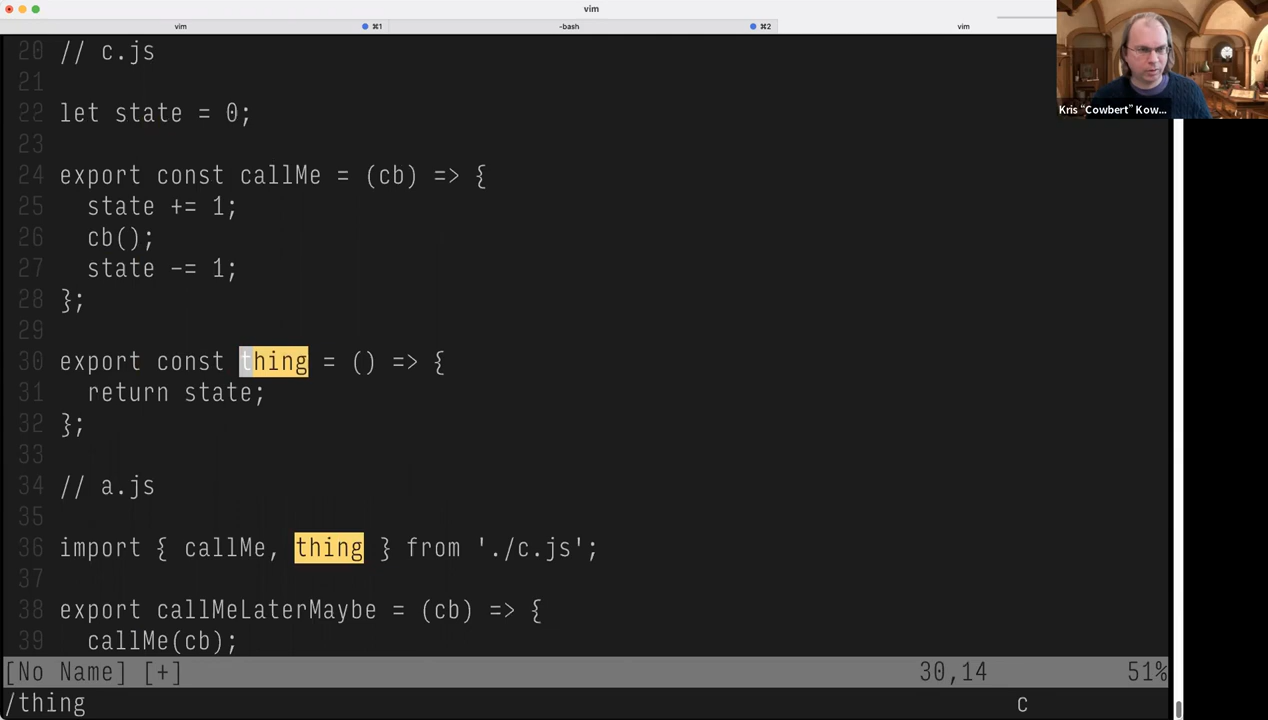 vim
vim ⌘1 -bash ⌘2 vim
20 // c.js
21
22 let state = 0;
23
24 export const callMe = (cb) => {
25   state += 1;
26   cb();
27   state -= 1;
28 };
29
30 export const thing = () => {
31   return state;
32 };
33
34 // a.js
35
36 import { callMe, thing } from './c.js';
37
38 export callMeLaterMaybe = (cb) => {
39   callMe(cb);
[No Name] [+] 30,14 51%
/thing c
Kris "Cowbert" Kow...